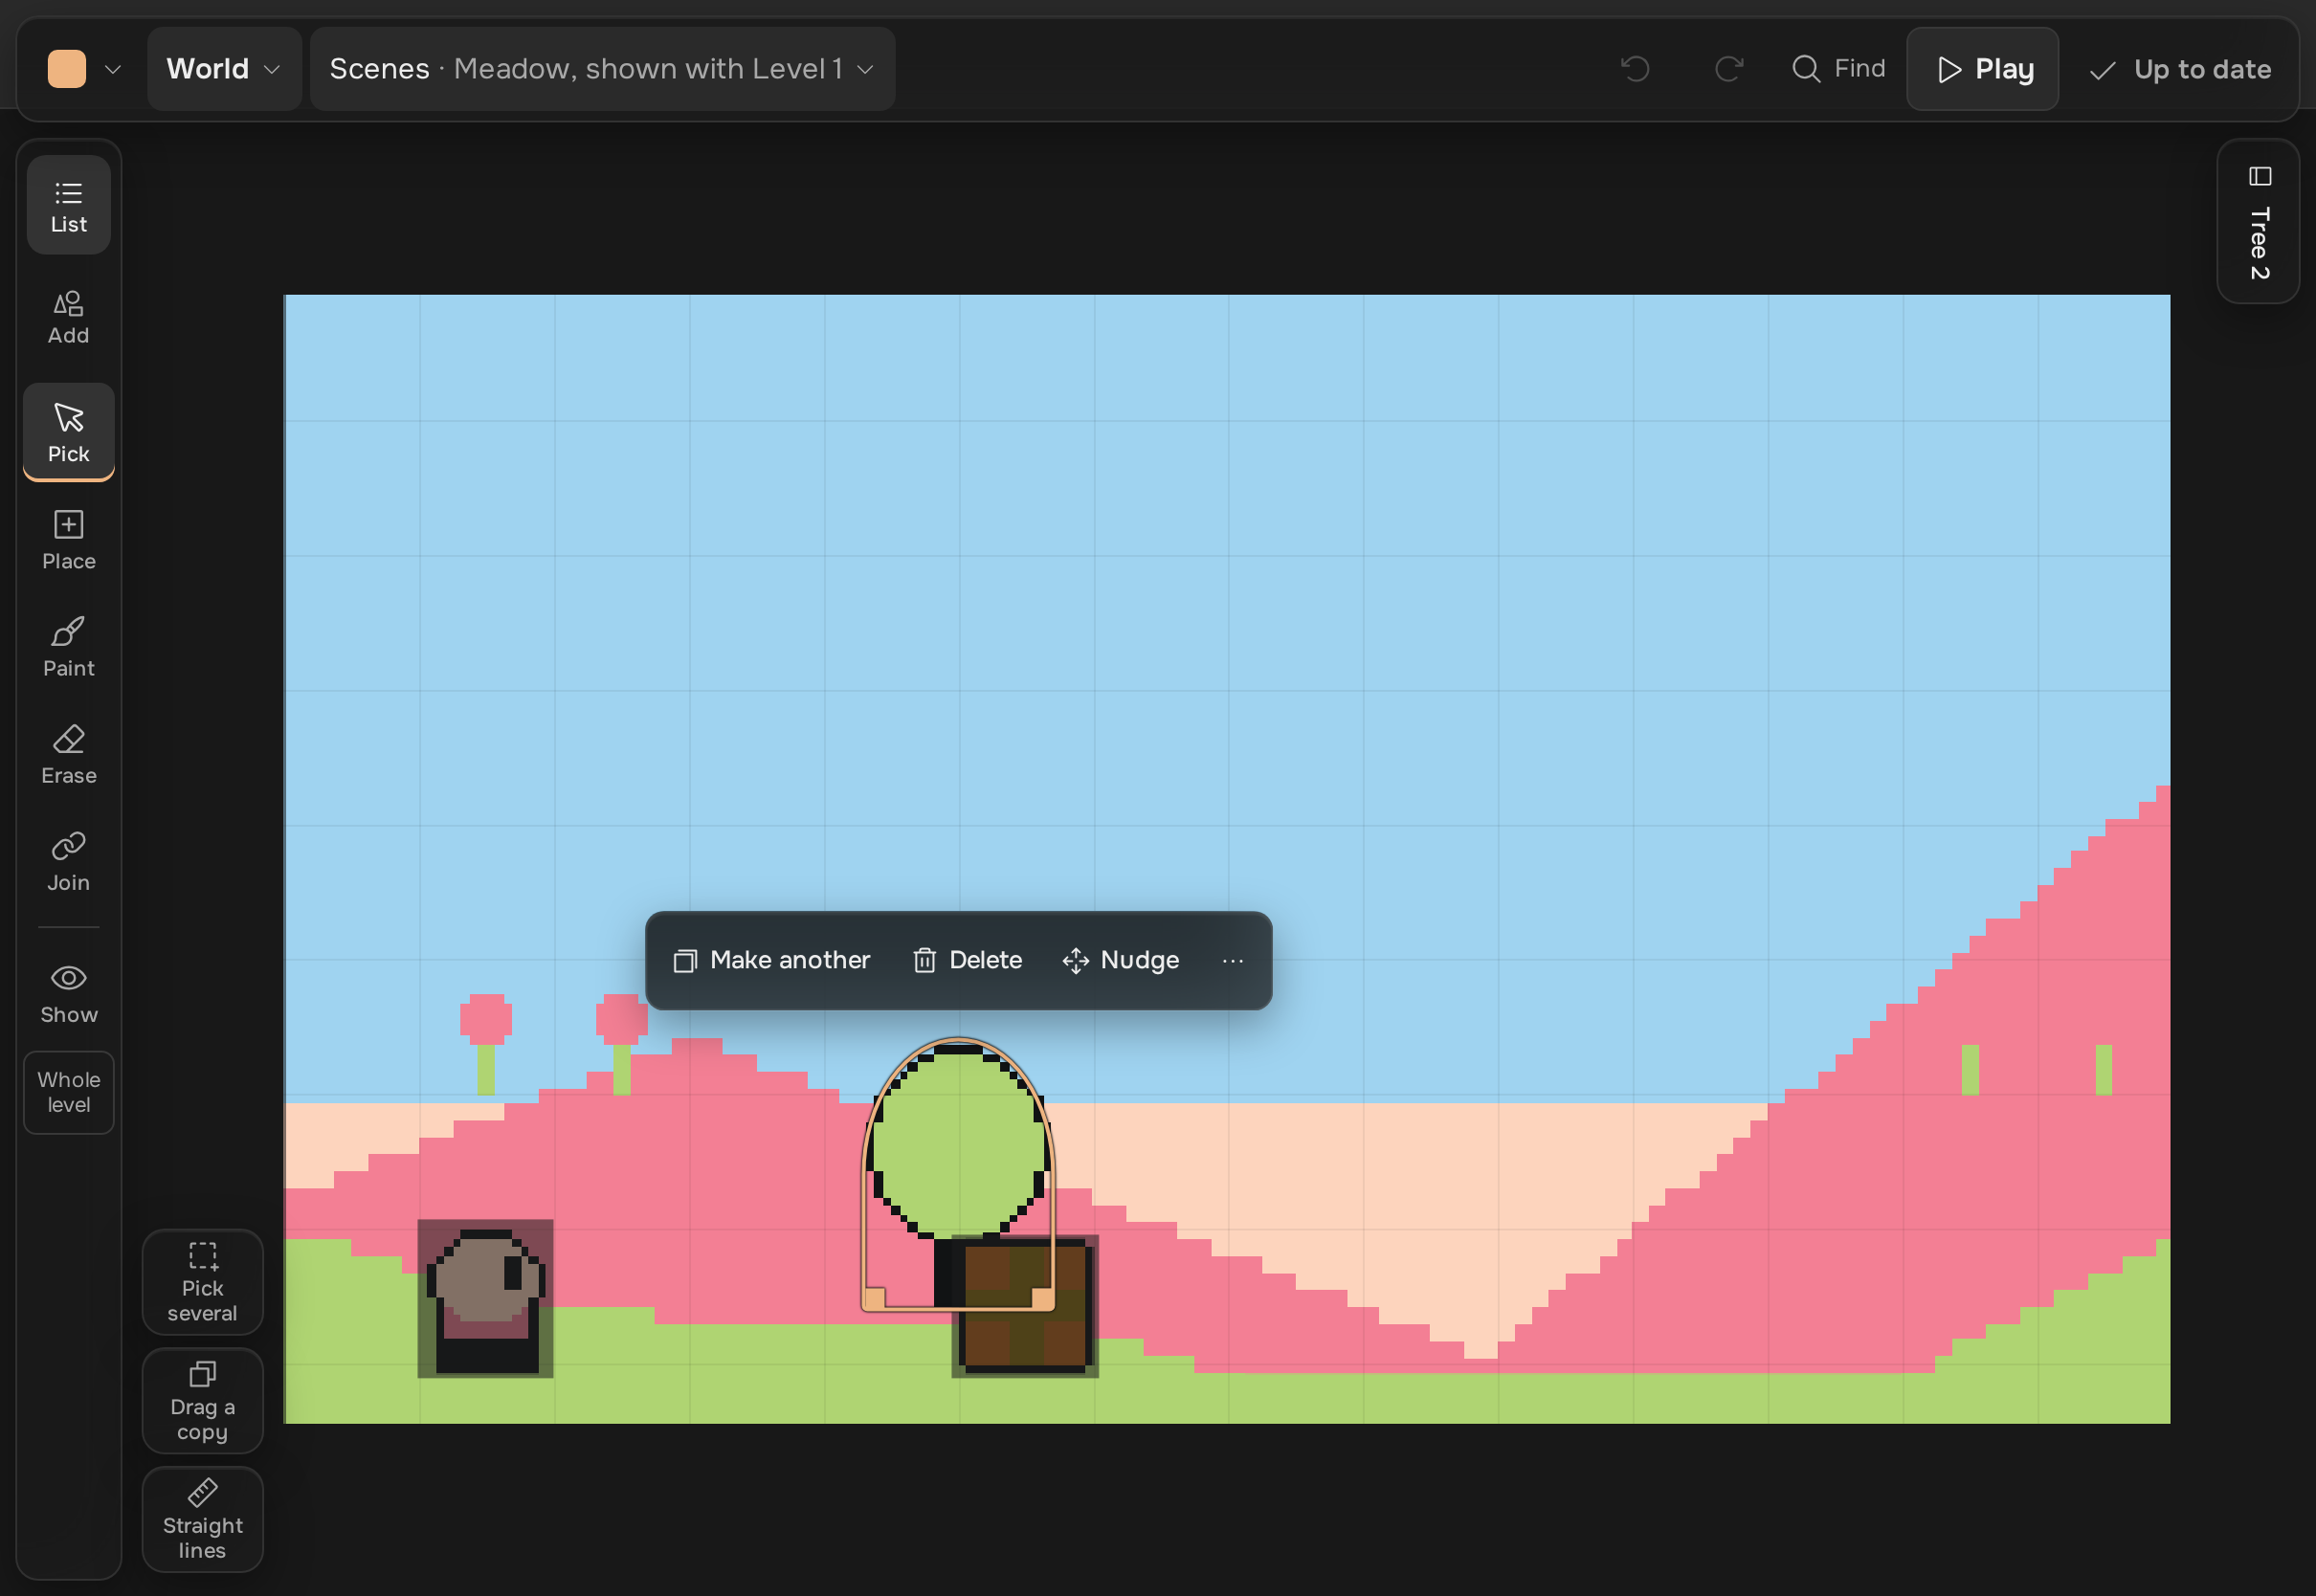 World
Scenes · Meadow, shown with Level 1
Find
Play
Up to date
List
Add
Pick
Place
Paint
Erase
Join
Show
Whole
level
Pick
several
Drag a
copy
Straight
lines
Make another
Delete
Nudge
...
Tree 2